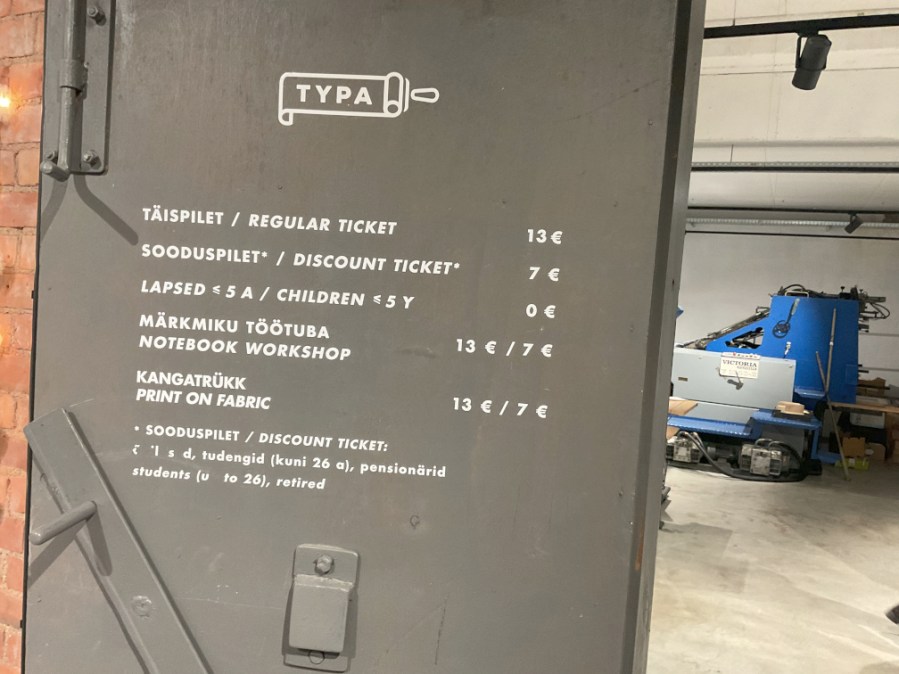 TYPA
TÄISPILET / REGULAR TICKET 13 €
SOODUSPILET* / DISCOUNT TICKET* 7 €
LAPSED ≤ 5 A / CHILDREN ≤ 5 Y 0 €
MÄRKMIKU TÖÖTUBA
NOTEBOOK WORKSHOP 13 € / 7 €
KANGATRÜKK
PRINT ON FABRIC 13 € / 7 €
* SOODUSPILET / DISCOUNT TICKET:
tudengid (kuni 26 a), pensionärid
students (u to 26), retired
VICTORIA